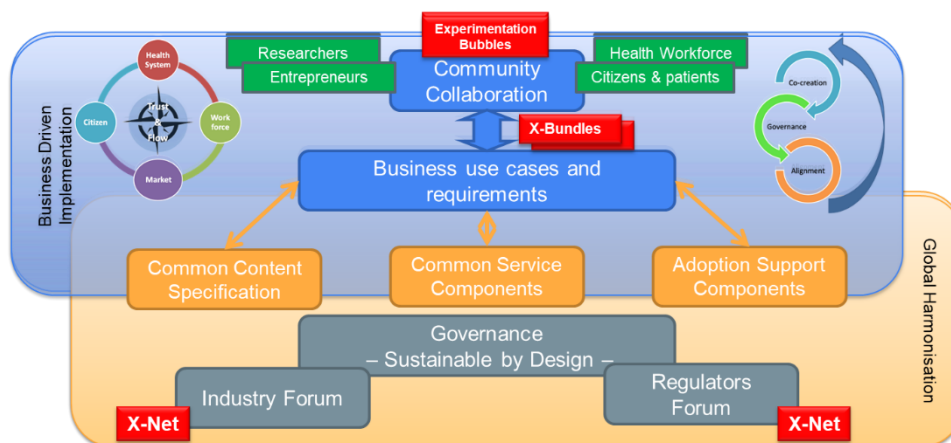 Experimentation
Bubbles
Researchers
Entrepreneurs
Community
Collaboration
Health Workforce
Citizens & patients
Health
System
Citizen
Trust
&
Flow
Work
force
Market
Business Driven
Implementation
X-Bundles
Co-creation
Governance
Alignment
Business use cases and
requirements
Common Content
Specification
Common Service
Components
Adoption Support
Components
Global Harmonisation
Governance
– Sustainable by Design –
Industry Forum
Regulators
Forum
X-Net
X-Net